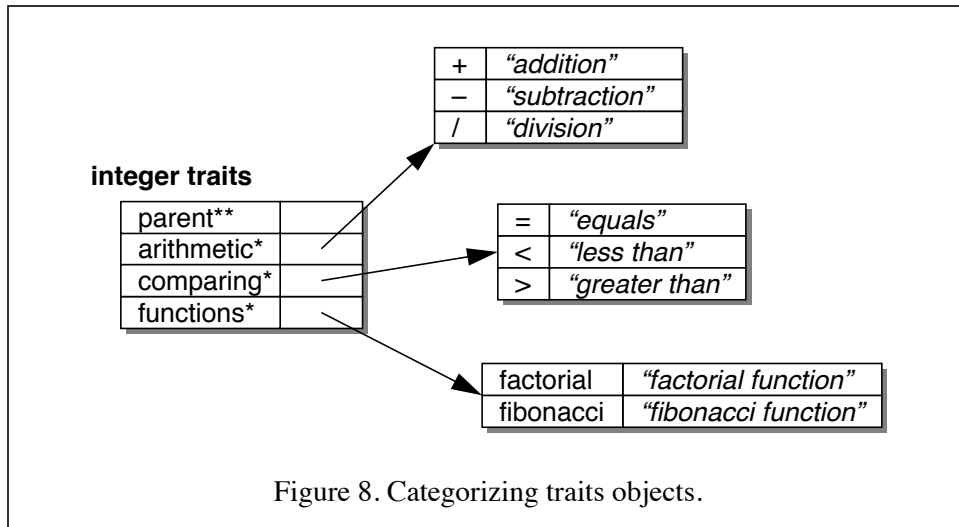 + “addition”
– “subtraction”
/ “division”
integer traits
parent**
arithmetic*
comparing*
functions*
= “equals”
< “less than”
> “greater than”
factorial “factorial function”
fibonacci “fibonacci function”
Figure 8. Categorizing traits objects.